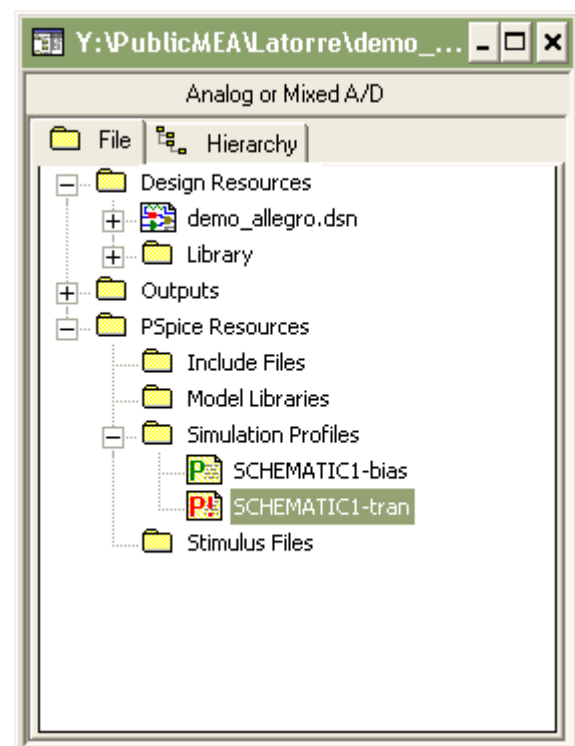 Y:\PublicMEA\Latorre\demo_...
Analog or Mixed A/D
File Hierarchy
Design Resources
demo_allegro.dsn
Library
Outputs
PSpice Resources
Include Files
Model Libraries
Simulation Profiles
SCHEMATIC1-bias
SCHEMATIC1-tran
Stimulus Files